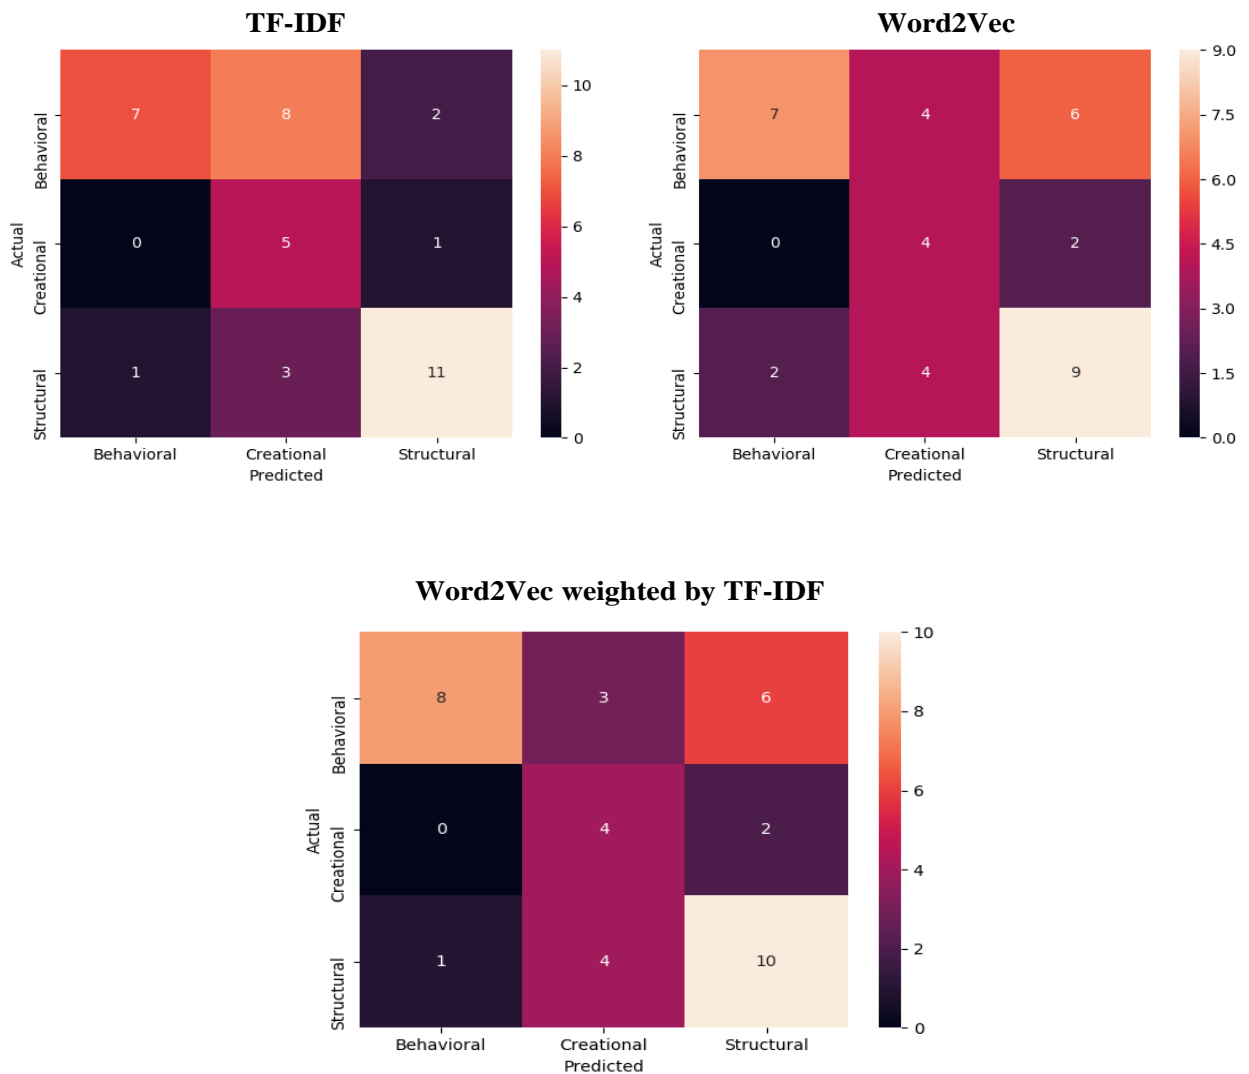 TF-IDF
Actual
Behavioral
Creational
Structural
7 8 2
0 5 1
1 3 11
Behavioral Creational Structural
Predicted
10
8
6
4
2
0
Word2Vec
Actual
Behavioral
Creational
Structural
7 4 6
0 4 2
2 4 9
Behavioral Creational Structural
Predicted
9.0
7.5
6.0
4.5
3.0
1.5
0.0
Word2Vec weighted by TF-IDF
Actual
Behavioral
Creational
Structural
8 3 6
0 4 2
1 4 10
Behavioral Creational Structural
Predicted
10
8
6
4
2
0